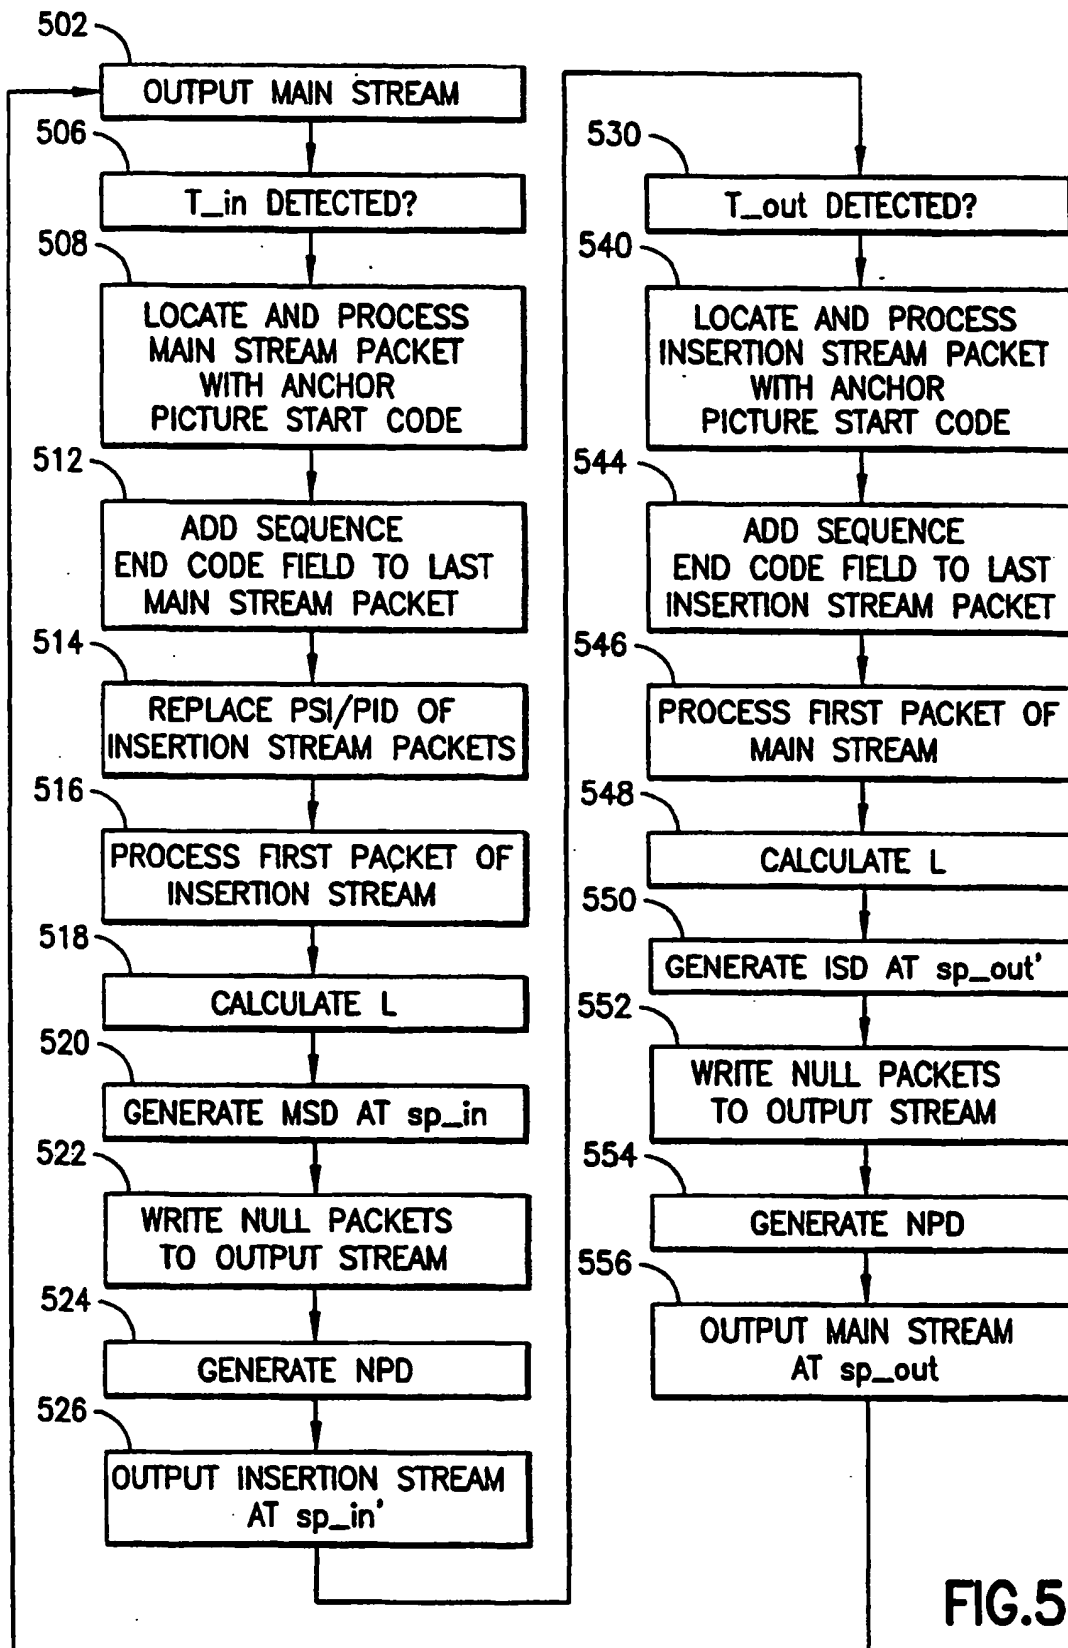 502
OUTPUT MAIN STREAM
506
T_in DETECTED?
508
LOCATE AND PROCESS
MAIN STREAM PACKET
WITH ANCHOR
PICTURE START CODE
512
ADD SEQUENCE
END CODE FIELD TO LAST
MAIN STREAM PACKET
514
REPLACE PSI/PID OF
INSERTION STREAM PACKETS
516
PROCESS FIRST PACKET OF
INSERTION STREAM
518
CALCULATE L
520
GENERATE MSD AT sp_in
522
WRITE NULL PACKETS
TO OUTPUT STREAM
524
GENERATE NPD
526
OUTPUT INSERTION STREAM
AT sp_in'
530
T_out DETECTED?
540
LOCATE AND PROCESS
INSERTION STREAM PACKET
WITH ANCHOR
PICTURE START CODE
544
ADD SEQUENCE
END CODE FIELD TO LAST
INSERTION STREAM PACKET
546
PROCESS FIRST PACKET OF
MAIN STREAM
548
CALCULATE L
550
GENERATE ISD AT sp_out'
552
WRITE NULL PACKETS
TO OUTPUT STREAM
554
GENERATE NPD
556
OUTPUT MAIN STREAM
AT sp_out
FIG.5